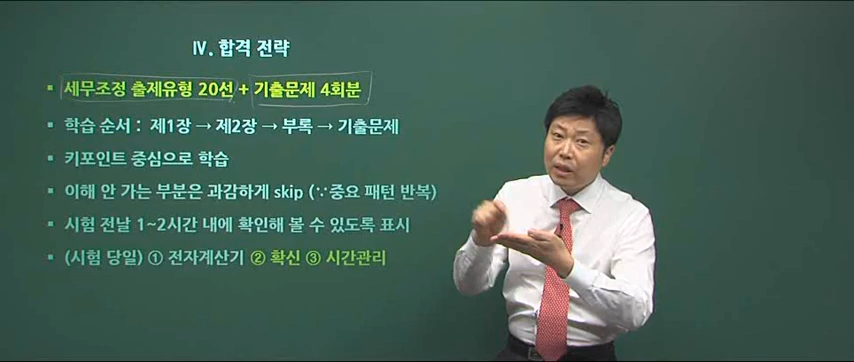 Ⅳ. 합격 전략
▪ 세무조정 출제유형 20선 + 기출문제 4회분
▪ 학습 순서 : 제1장 → 제2장 → 부록 → 기출문제
▪ 키포인트 중심으로 학습
▪ 이해 안 가는 부분은 과감하게 skip (∵중요 패턴 반복)
▪ 시험 전날 1~2시간 내에 확인해 볼 수 있도록 표시
▪ (시험 당일) ① 전자계산기 ② 확신 ③ 시간관리